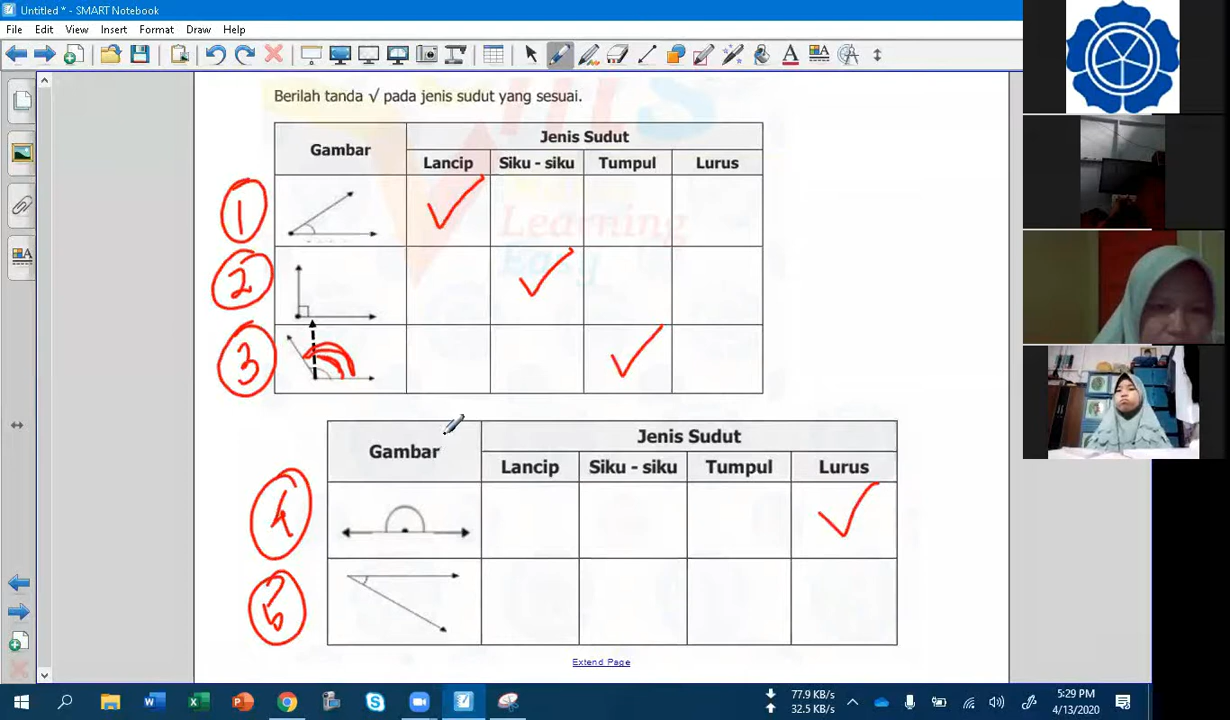 Untitled * - SMART Notebook
File Edit View Insert Format Draw Help
Berilah tanda √ pada jenis sudut yang sesuai.
Gambar
Jenis Sudut
Lancip Siku - siku Tumpul Lurus
1
2
3
Learning
Easy
Gambar
Jenis Sudut
Lancip Siku - siku Tumpul Lurus
4
5
Extend Page
77.9 KB/s
32.5 KB/s
5:29 PM
4/13/2020